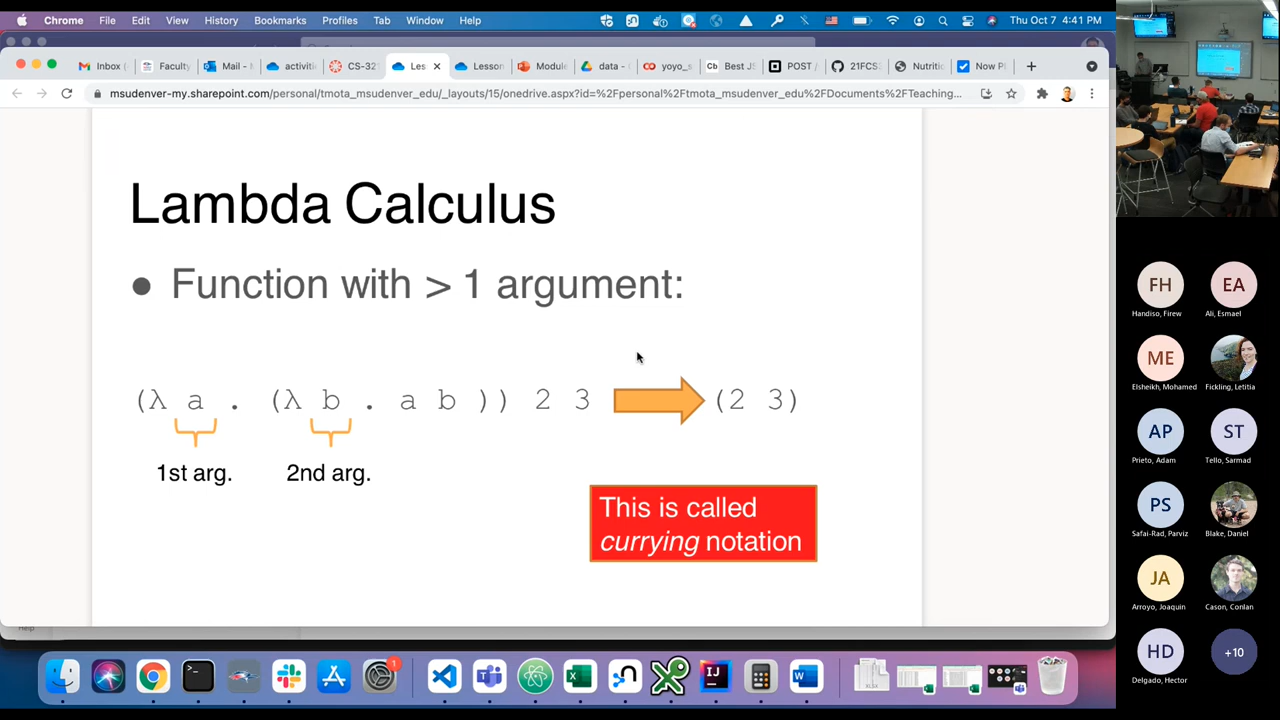 Chrome File Edit View History Bookmarks Profiles Tab Window Help Thu Oct 7 4:41 PM
Inbox ( Faculty Mail - activiti CS-321 Les Lesson Module data - yoyo_s Best JS POST / 21FCS Nutriti Now Pl
msudenver-my.sharepoint.com/personal/tmota_msudenver_edu/_layouts/15/onedrive.aspx?id=%2Fpersonal%2Ftmota_msudenver_edu%2FDocuments%2FTeaching...
Lambda Calculus
● Function with > 1 argument:
(λ a . (λ b . a b )) 2 3 (2 3)
1st arg. 2nd arg.
This is called
currying notation
Help
FH EA
Handiso, Firew Ali, Esmael
ME
Elsheikh, Mohamed Fickling, Letitia
AP ST
Prieto, Adam Tello, Sarmad
PS
Safai-Rad, Parviz Blake, Daniel
JA
Arroyo, Joaquin Cason, Conlan
HD +10
Delgado, Hector